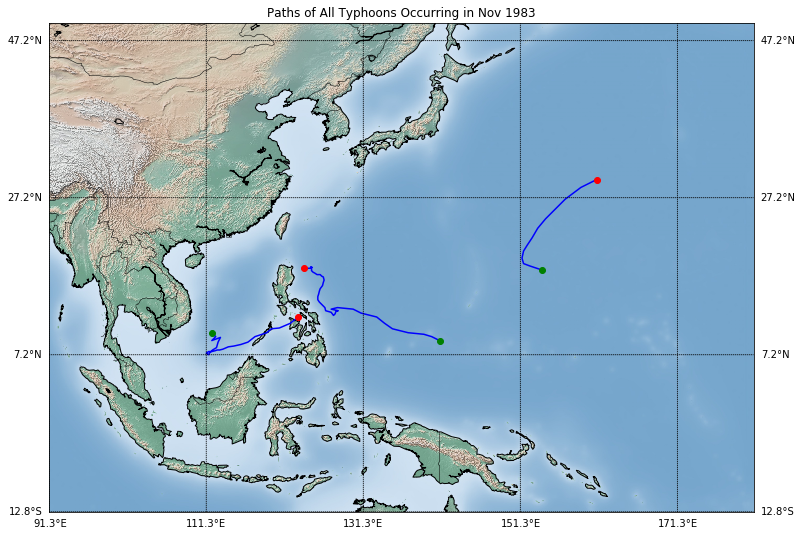 Paths of All Typhoons Occurring in Nov 1983
47.2°N 47.2°N
27.2°N 27.2°N
7.2°N 7.2°N
12.8°S 12.8°S
91.3°E 111.3°E 131.3°E 151.3°E 171.3°E